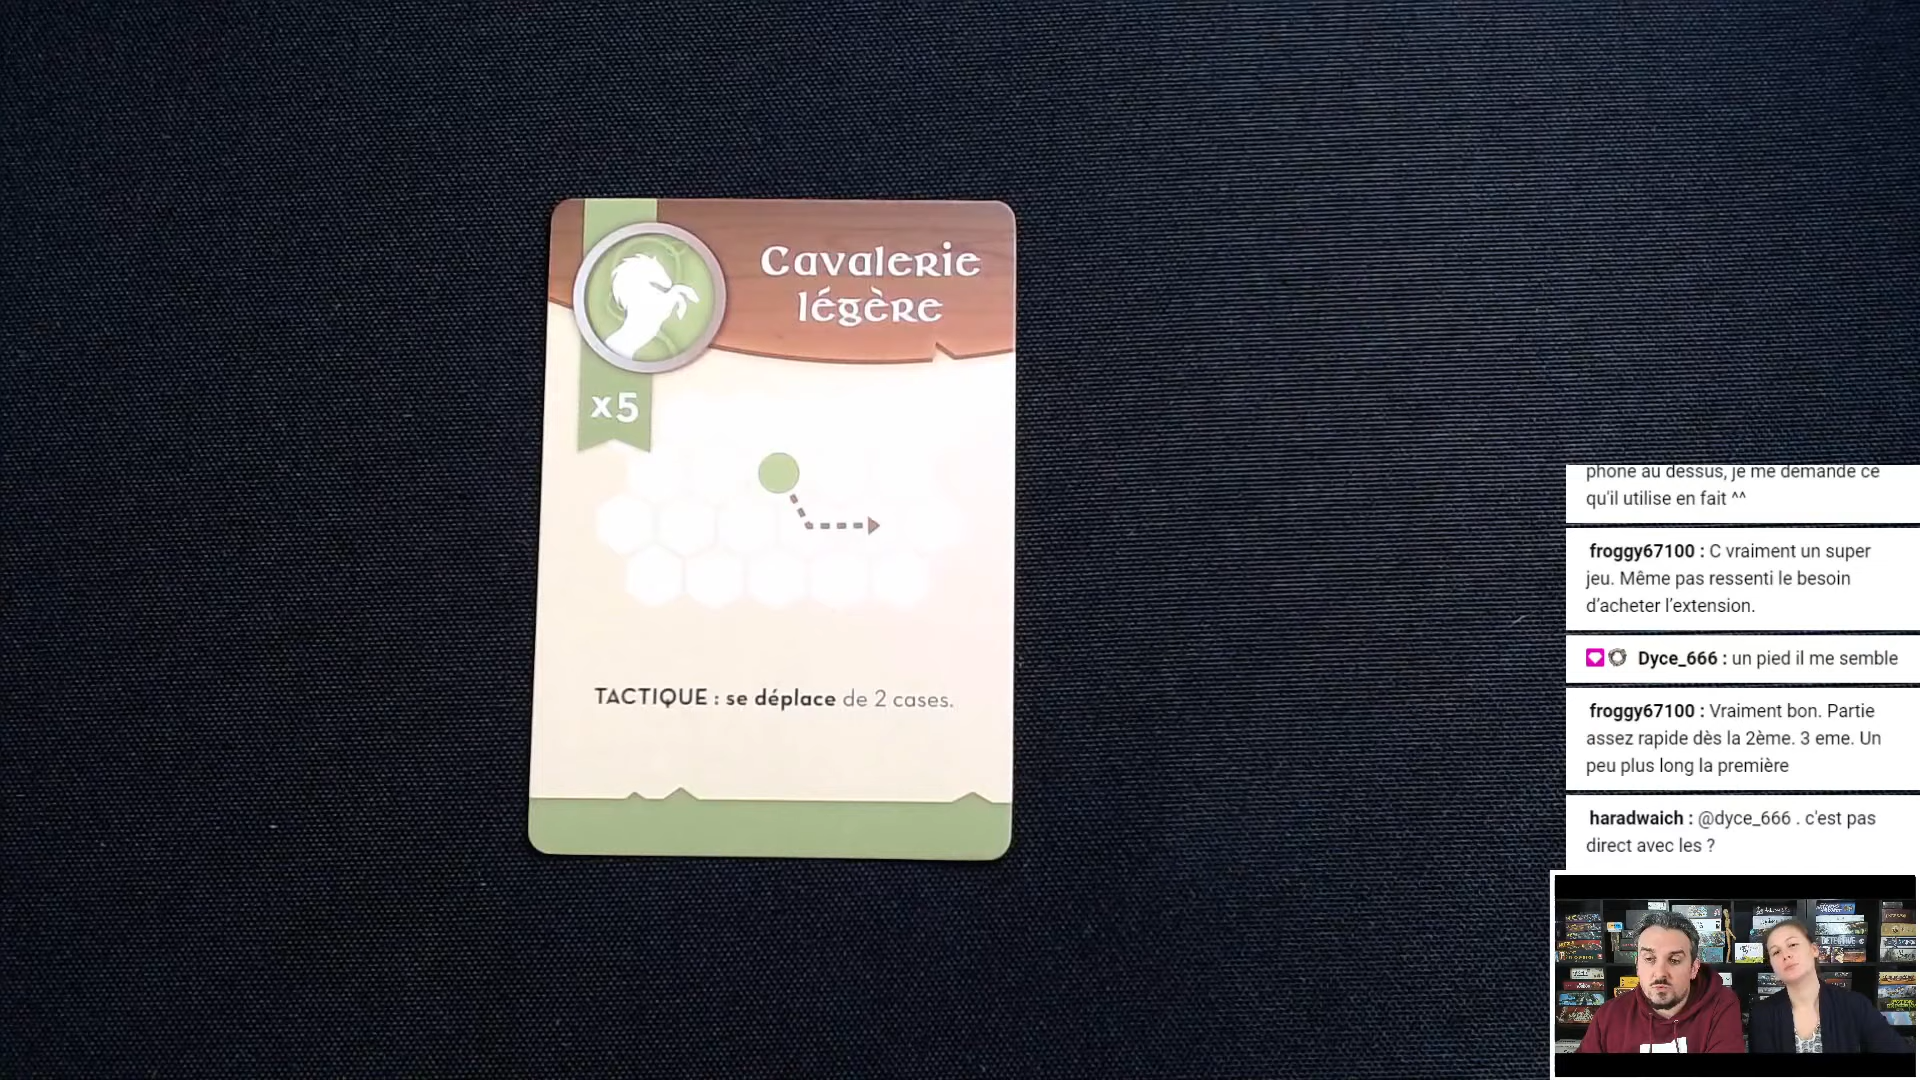 Cavalerie
légère
x5
TACTIQUE : se déplace de 2 cases.
phone au dessus, je me demande ce
qu'il utilise en fait ^^
froggy67100 : C vraiment un super
jeu. Même pas ressenti le besoin
d'acheter l'extension.
Dyce_666 : un pied il me semble
froggy67100 : Vraiment bon. Partie
assez rapide dès la 2ème. 3 eme. Un
peu plus long la première
haradwaich : @dyce_666 . c'est pas
direct avec les ?
DETECTIVE